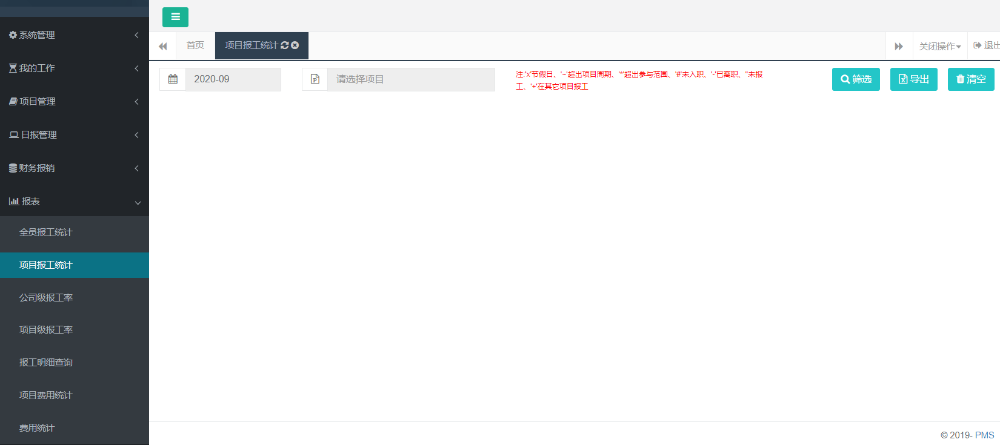 系统管理
我的工作
项目管理
日报管理
财务报销
报表
全员报工统计
项目报工统计
公司级报工率
项目级报工率
报工明细查询
项目费用统计
费用统计
首页
项目报工统计
关闭操作
退出
2020-09
请选择项目
注:'x'节假日、'~'超出项目周期、'*'超出参与范围、'#'未入职、'-'已离职、''未报
工、'+'在其它项目报工
筛选
导出
清空
© 2019- PMS